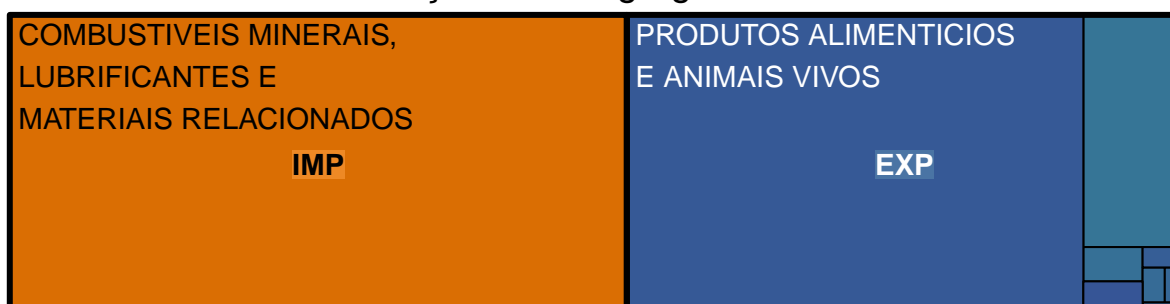 COMBUSTIVEIS MINERAIS,
LUBRIFICANTES E
MATERIAIS RELACIONADOS
IMP
PRODUTOS ALIMENTICIOS
E ANIMAIS VIVOS
EXP